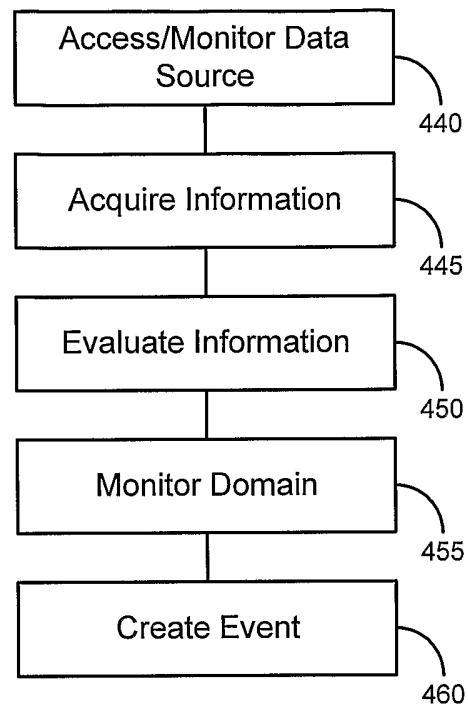 Access/Monitor Data
Source
440
Acquire Information
445
Evaluate Information
450
Monitor Domain
455
Create Event
460